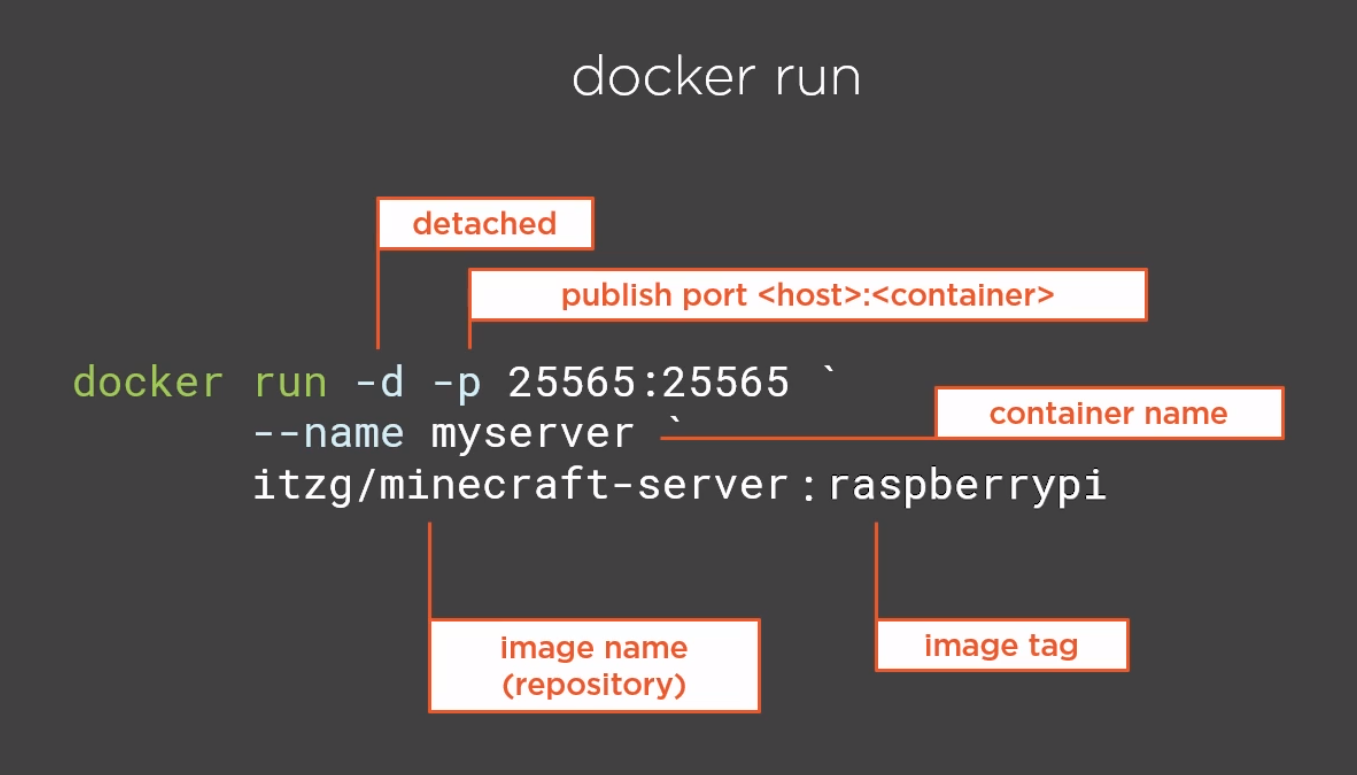 docker run
detached
publish port <host>:<container>
docker run -d -p 25565:25565 `
container name
--name myserver `
itzg/minecraft-server:raspberrypi
image name
(repository)
image tag